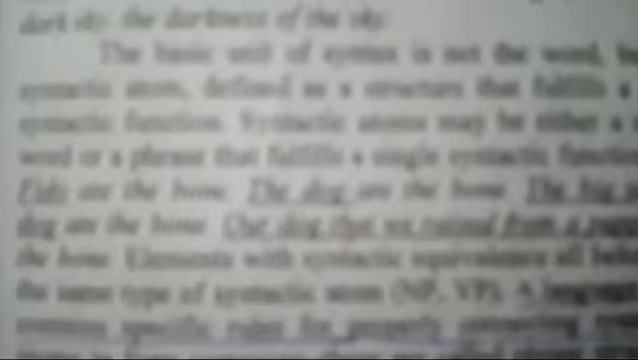 dark sky. the darkness of the sky.
The basic unit of syntax is not the word,
syntactic atom, defined as a structure that fulfills a
syntactic function. Syntactic atoms may be either a
word or a phrase that fulfills a single syntactic function
Fido ate the bone. The dog ate the bone. The big
dog ate the bone. Our dog that we raised from a
the bone. Elements with syntactic equivalence all
the same type of syntactic atom (NP, VP). A language
contains specific rules for properly connecting